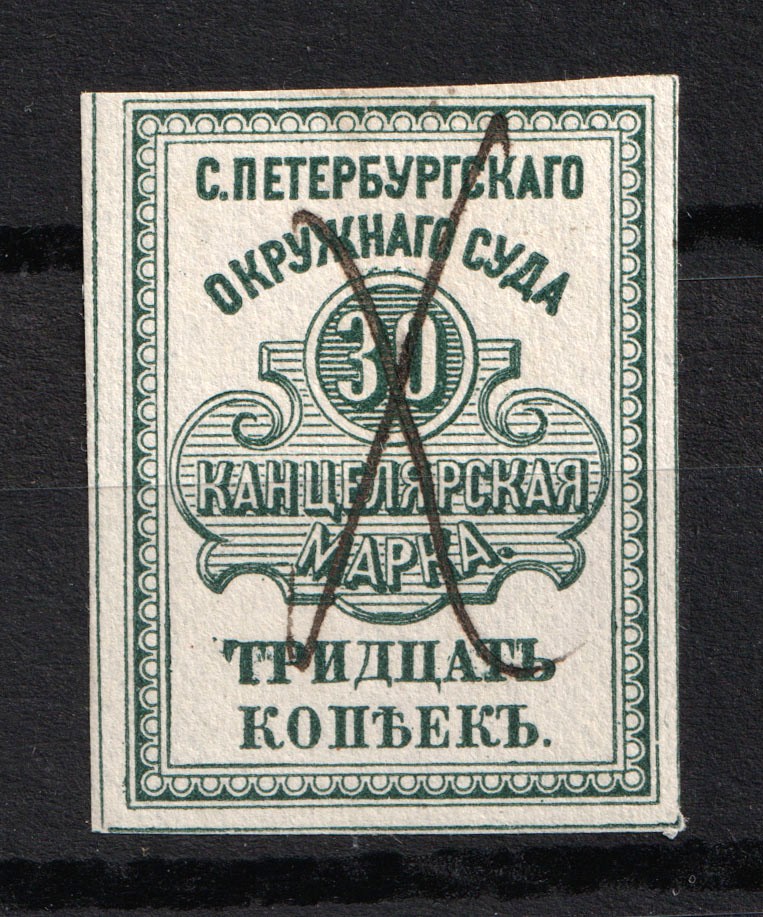 С.ПЕТЕРБУРГСКАГО
ОКРУЖНАГО СУДА
30
КАНЦЕЛЯРСКАЯ
МАРКА.
ТРИДЦАТЬ
КОПѢЕКЪ.